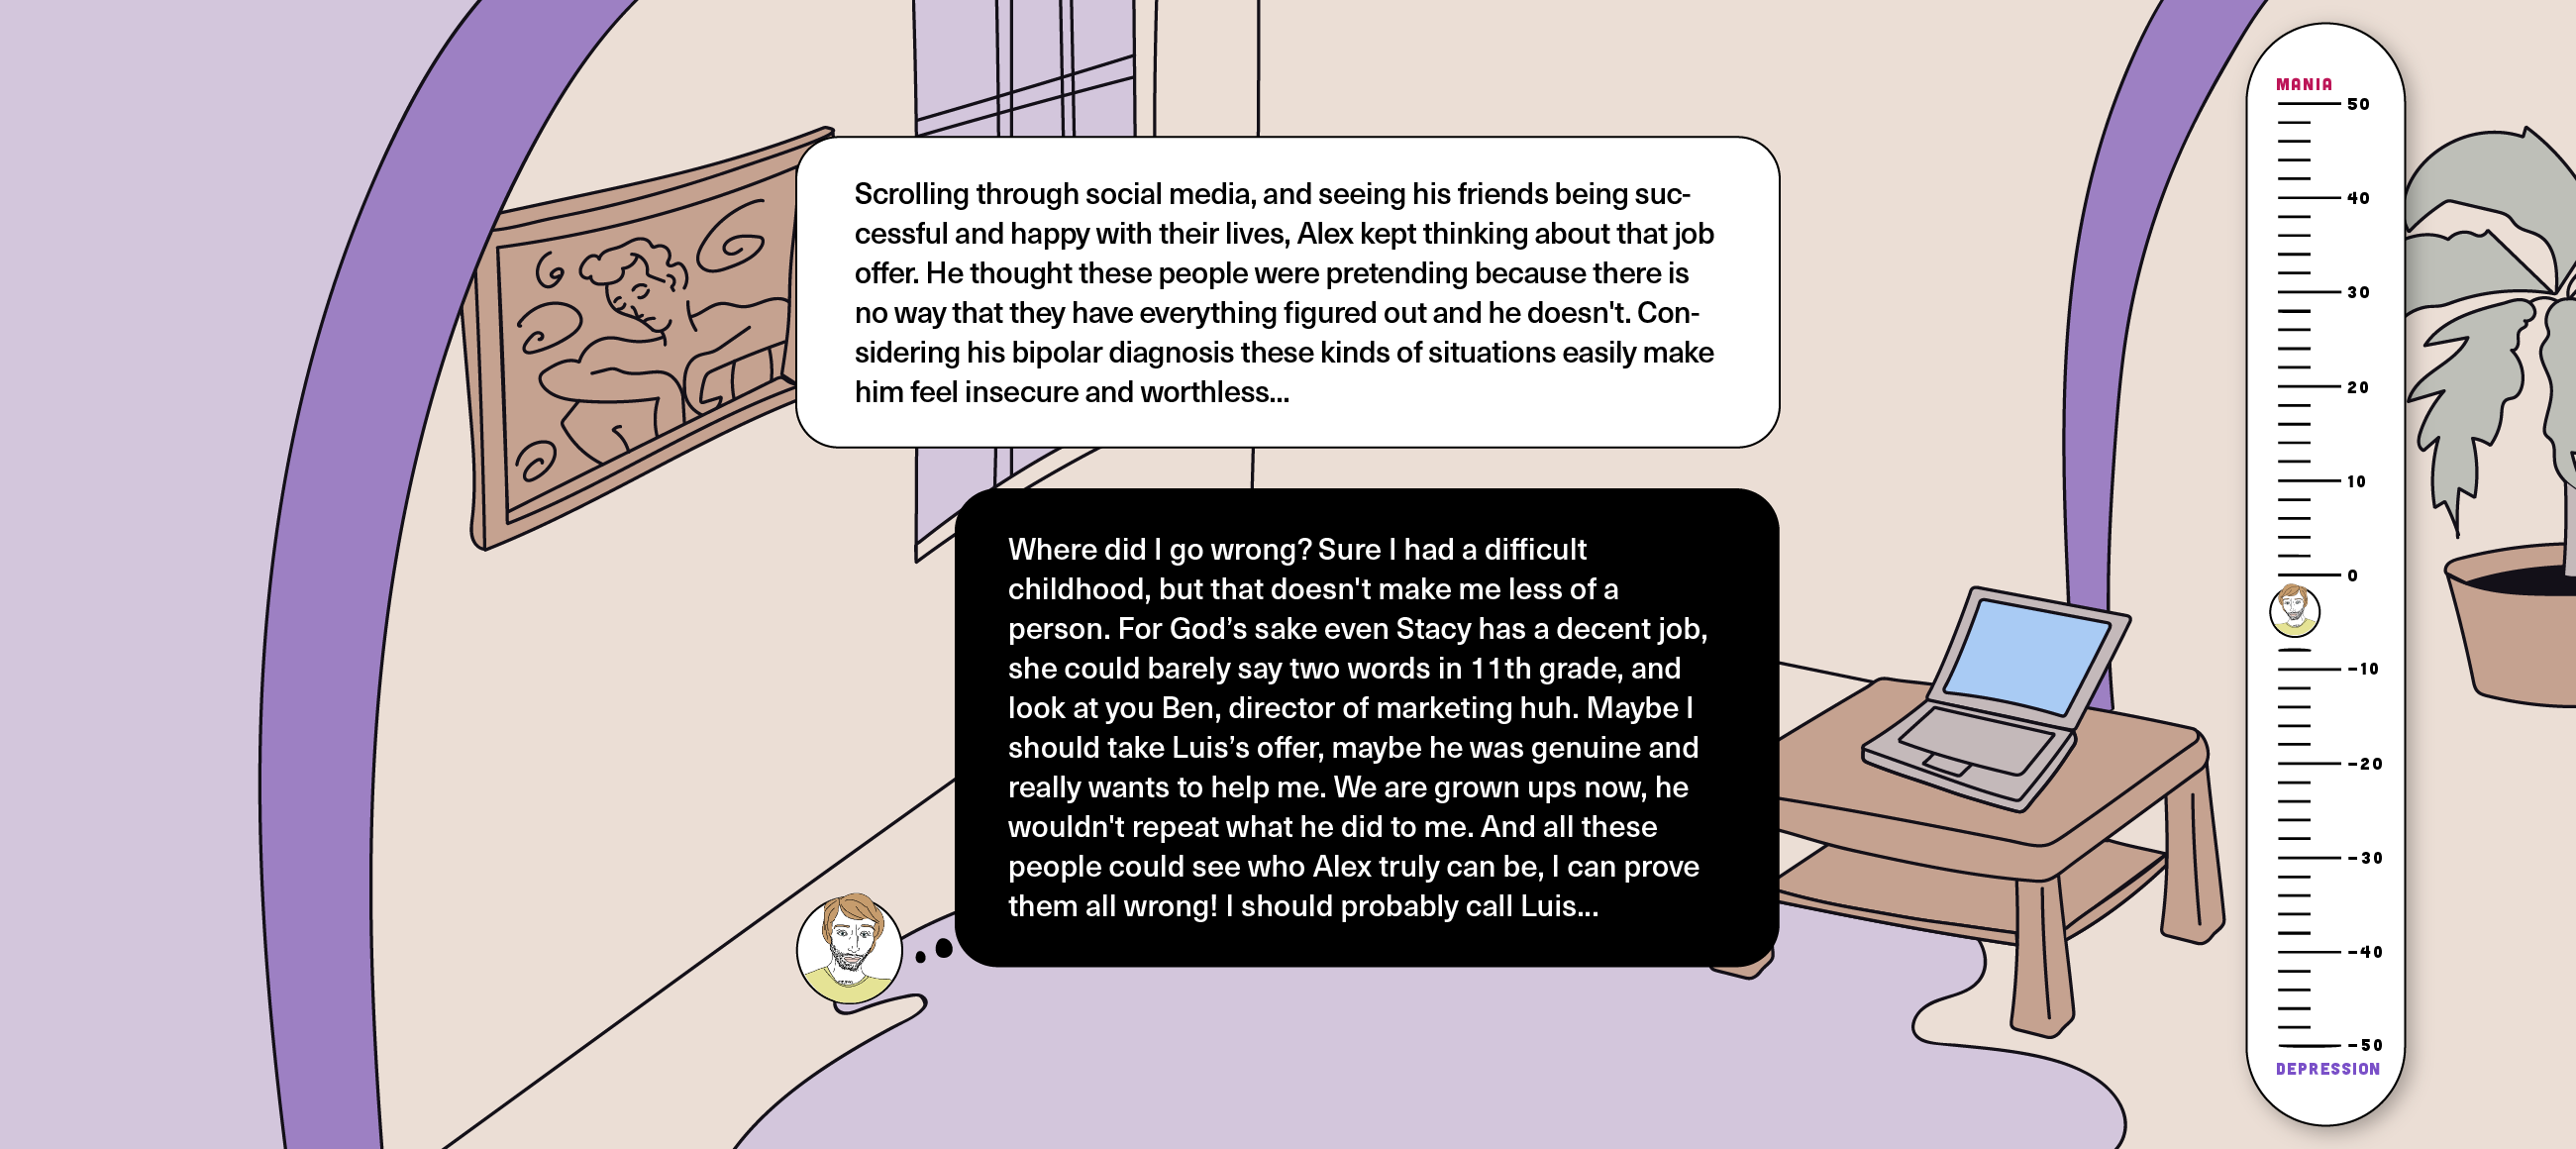 Scrolling through social media, and seeing his friends being suc-
cessful and happy with their lives, Alex kept thinking about that job
offer. He thought these people were pretending because there is
no way that they have everything figured out and he doesn't. Con-
sidering his bipolar diagnosis these kinds of situations easily make
him feel insecure and worthless...
Where did I go wrong? Sure I had a difficult
childhood, but that doesn't make me less of a
person. For God’s sake even Stacy has a decent job,
she could barely say two words in 11th grade, and
look at you Ben, director of marketing huh. Maybe I
should take Luis’s offer, maybe he was genuine and
really wants to help me. We are grown ups now, he
wouldn't repeat what he did to me. And all these
people could see who Alex truly can be, I can prove
them all wrong! I should probably call Luis...
MANIA
50
40
30
20
10
0
-10
-20
-30
-40
-50
DEPRESSION